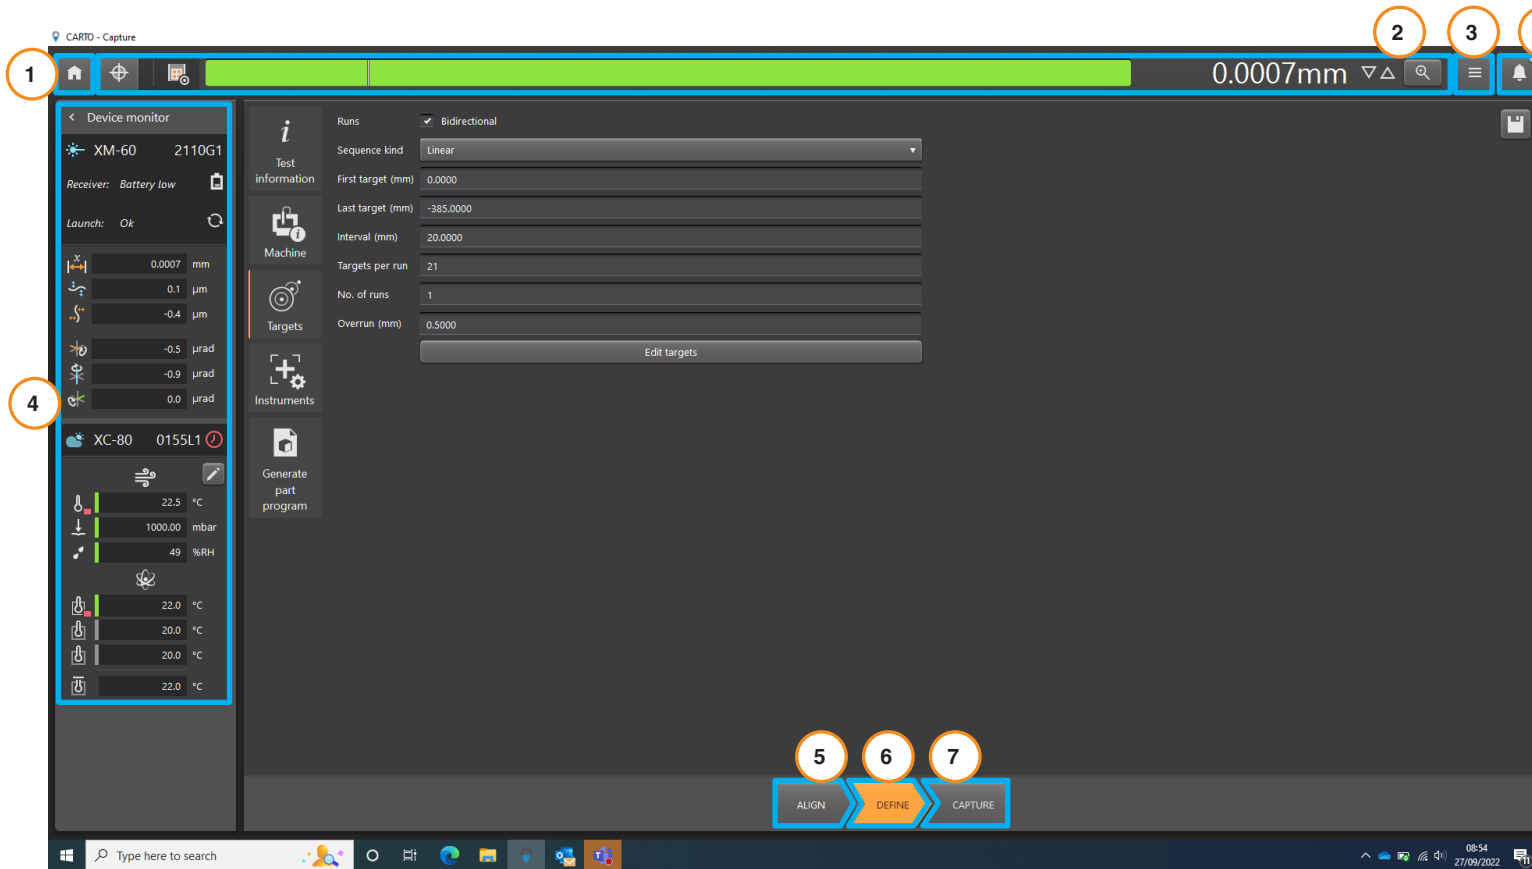 CARTO - Capture
2
3
1
0.0007mm
Device monitor
XM-60 2110G1
Receiver: Battery low
Launch: Ok
x
0.0007 mm
0.1 µm
-0.4 µm
-0.5 µrad
-0.9 µrad
0.0 µrad
4
XC-80 0155L1
22.5 °C
1000.00 mbar
49 %RH
22.0 °C
20.0 °C
20.0 °C
22.0 °C
i
Test
information
i
Machine
Targets
Instruments
Generate
part
program
Runs Bidirectional
Sequence kind Linear
First target (mm) 0.0000
Last target (mm) -385.0000
Interval (mm) 20.0000
Targets per run 21
No. of runs 1
Overrun (mm) 0.5000
Edit targets
5 6 7
ALIGN DEFINE CAPTURE
Type here to search
08:54
27/09/2022